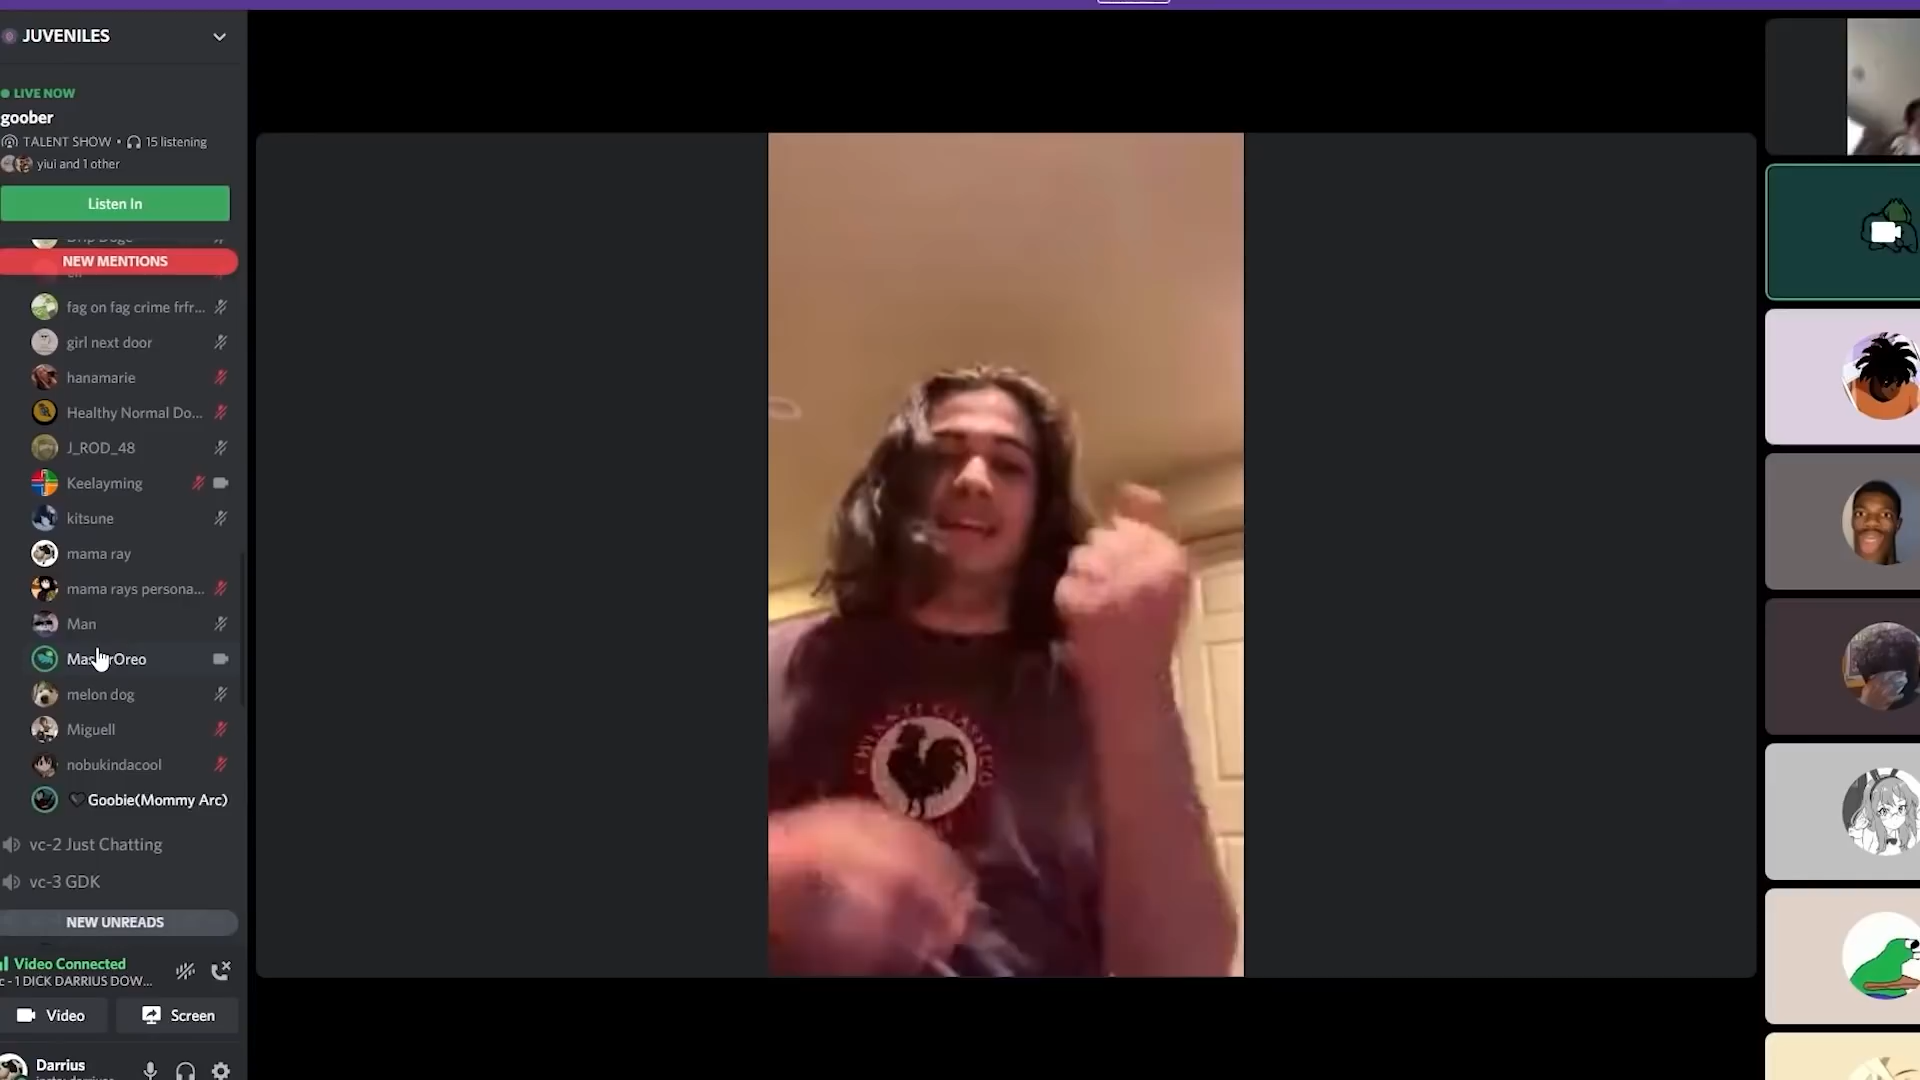 JUVENILES
LIVE NOW
goober
TALENT SHOW • 15 listening
yiui and 1 other
Listen In
Drip Doge
NEW MENTIONS
fag on fag crime frfr...
girl next door
hanamarie
Healthy Normal Do...
J_ROD_48
Keelayming
kitsune
mama ray
mama rays persona...
Man
MasterOreo
melon dog
Miguell
nobukindacool
Goobie(Mommy Arc)
vc-2 Just Chatting
vc-3 GDK
NEW UNREADS
Video Connected
c - 1 DICK DARRIUS DOW...
Video
Screen
Darrius